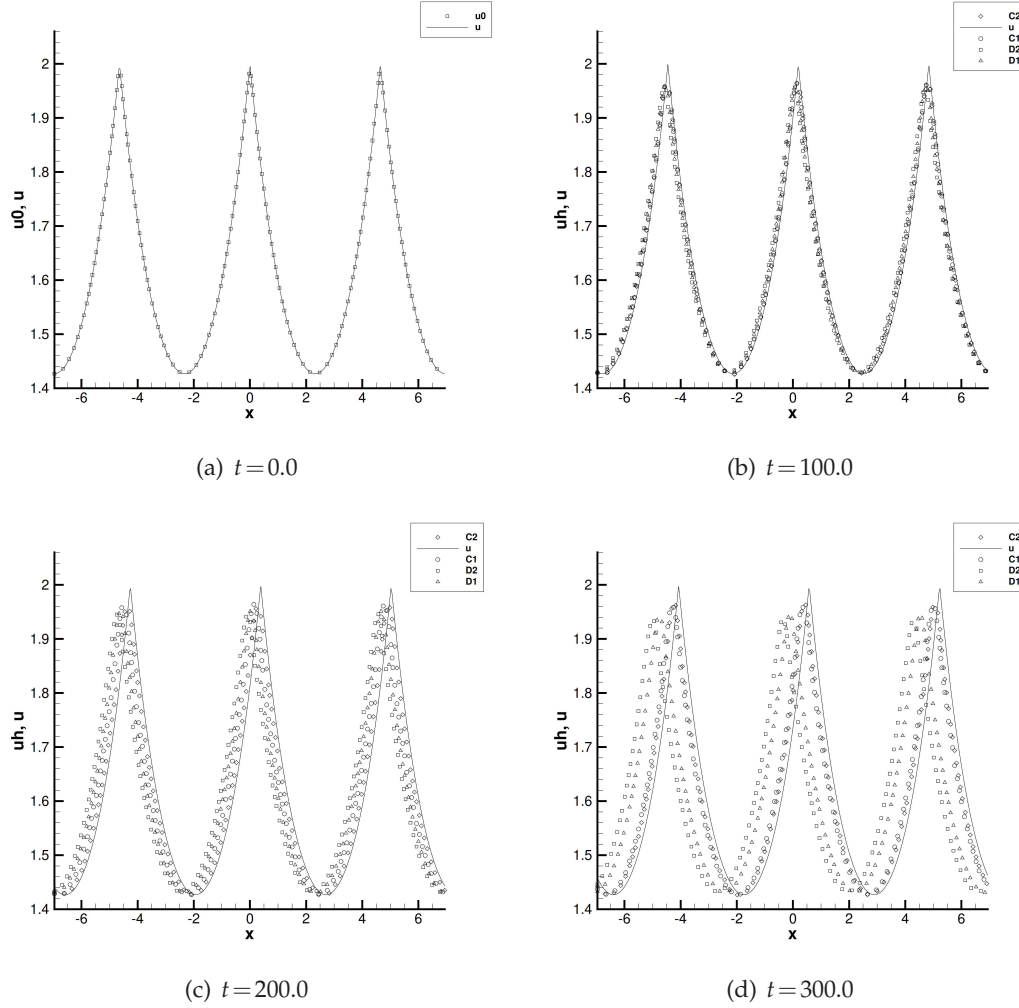 u0
u
u0, u
2
1.9
1.8
1.7
1.6
1.5
1.4
-6 -4 -2 0 2 4 6
x
(a) t=0.0
C2
u
C1
D2
D1
uh, u
2
1.9
1.8
1.7
1.6
1.5
1.4
-6 -4 -2 0 2 4 6
x
(b) t=100.0
C2
u
C1
D2
D1
uh, u
2
1.9
1.8
1.7
1.6
1.5
1.4
-6 -4 -2 0 2 4 6
x
(c) t=200.0
C2
u
C1
D2
D1
uh, u
2
1.9
1.8
1.7
1.6
1.5
1.4
-6 -4 -2 0 2 4 6
x
(d) t=300.0